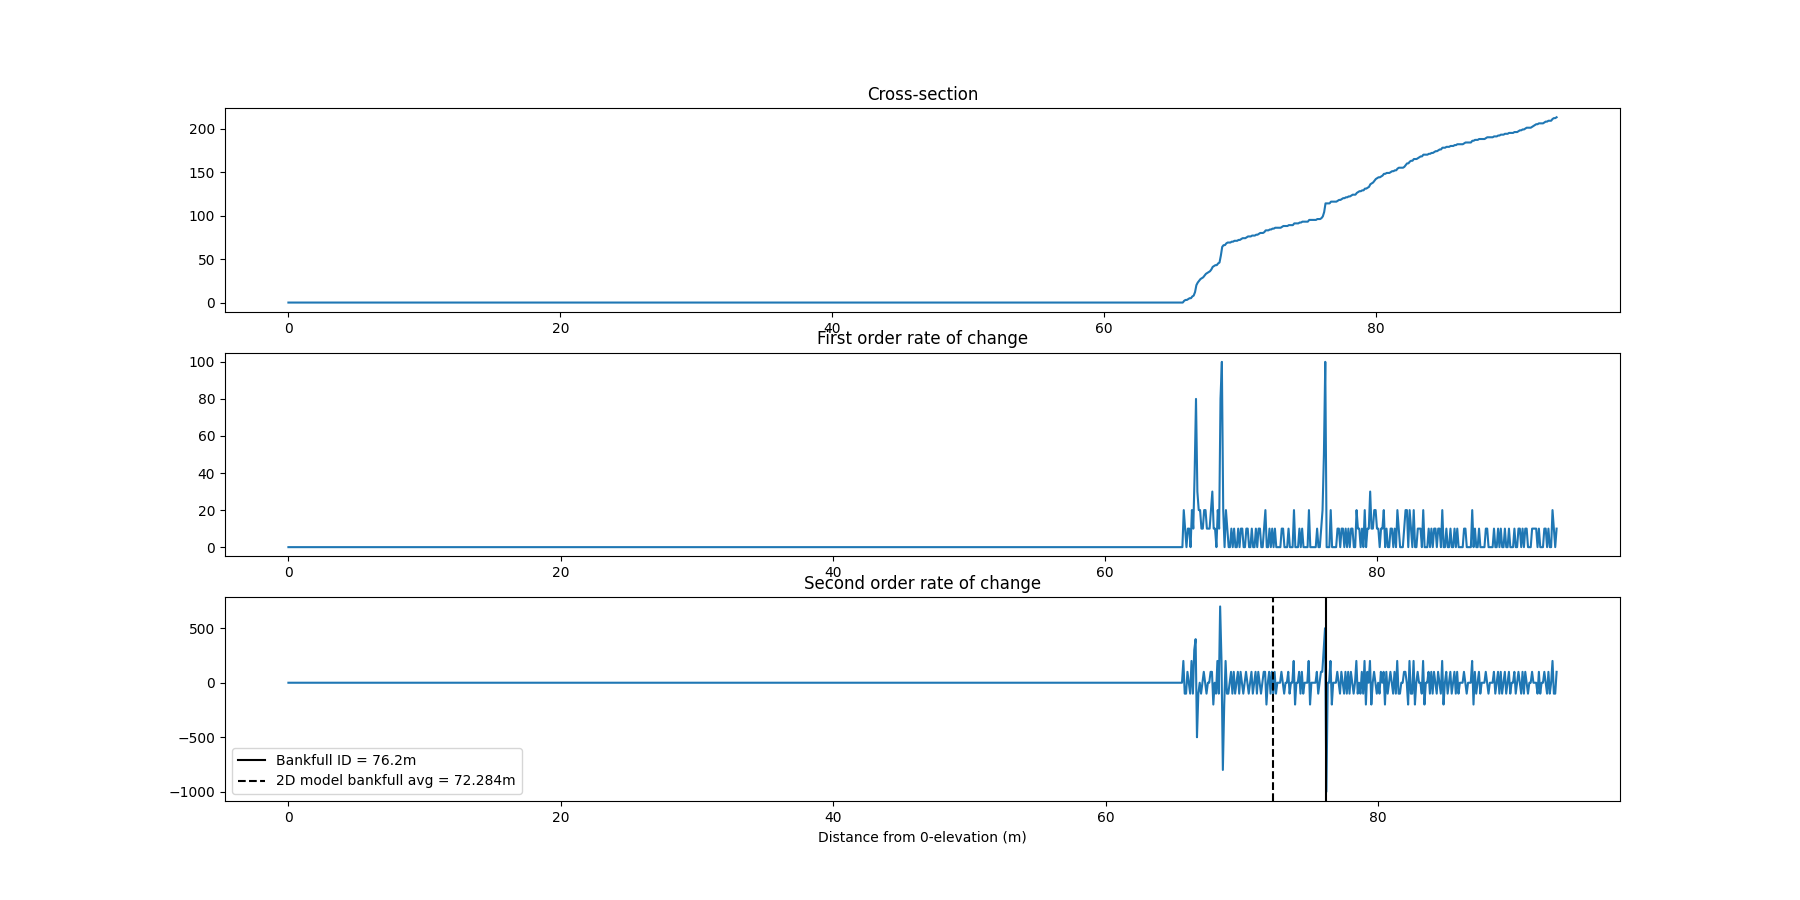 Cross-section
200
150
100
50
0
0 20 40 60 80
First order rate of change
100
80
60
40
20
0
0 20 40 60 80
Second order rate of change
500
0
−500
−1000
Bankfull ID = 76.2m
2D model bankfull avg = 72.284m
0 20 40 60 80
Distance from 0-elevation (m)